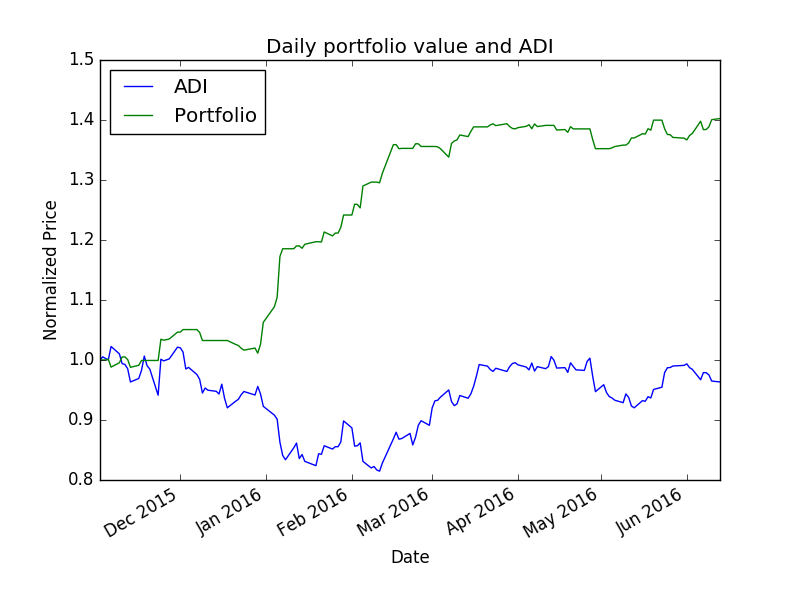 Daily portfolio value and ADI
1.5
1.4
1.3
1.2
1.1
1.0
0.9
0.8
Normalized Price
ADI
Portfolio
Dec 2015
Jan 2016
Feb 2016
Mar 2016
Apr 2016
May 2016
Jun 2016
Date